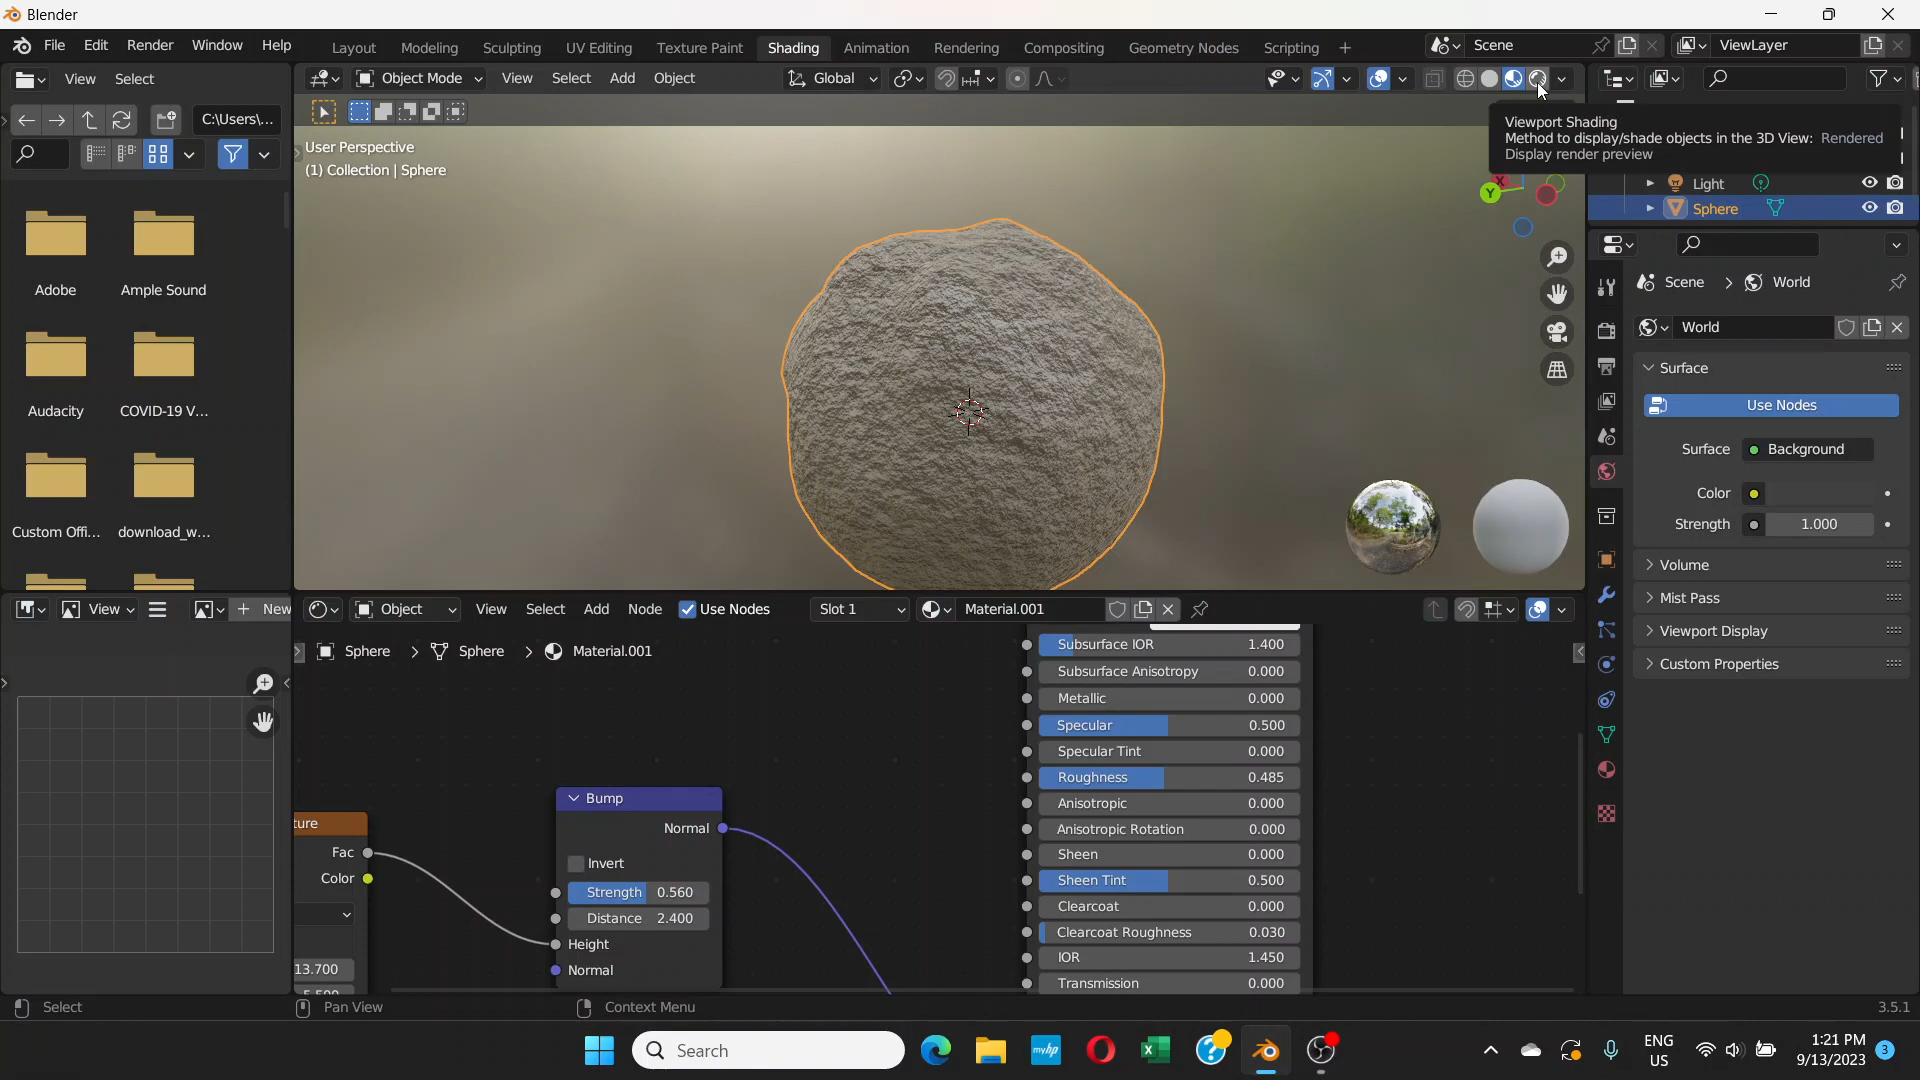 Blender
File Edit Render Window Help
Layout Modeling Sculpting UV Editing Texture Paint Shading Animation Rendering Compositing Geometry Nodes Scripting +
Scene
ViewLayer
View Select
Object Mode View Select Add Object
Global
C:\Users\...
User Perspective
(1) Collection | Sphere
Viewport Shading
Method to display/shade objects in the 3D View: Rendered
Display render preview
X
Y
Light
Sphere
Adobe
Ample Sound
Audacity
COVID-19 V...
Custom Offi...
download_w...
Scene > World
World
Surface
Use Nodes
Surface Background
Color
Strength 1.000
Volume
Mist Pass
Viewport Display
Custom Properties
View
+ New
Object View Select Add Node Use Nodes
Slot 1
Material.001
Sphere > Sphere > Material.001
Subsurface IOR 1.400
Subsurface Anisotropy 0.000
Metallic 0.000
Specular 0.500
Specular Tint 0.000
Roughness 0.485
Anisotropic 0.000
Anisotropic Rotation 0.000
Sheen 0.000
Sheen Tint 0.500
Clearcoat 0.000
Clearcoat Roughness 0.030
IOR 1.450
Transmission 0.000
Bump
Normal
Invert
Strength 0.560
Distance 2.400
Height
Normal
ture
Fac
Color
13.700
5.500
Select
Pan View
Context Menu
3.5.1
Search
myhp
ENG
US
1:21 PM
9/13/2023
3